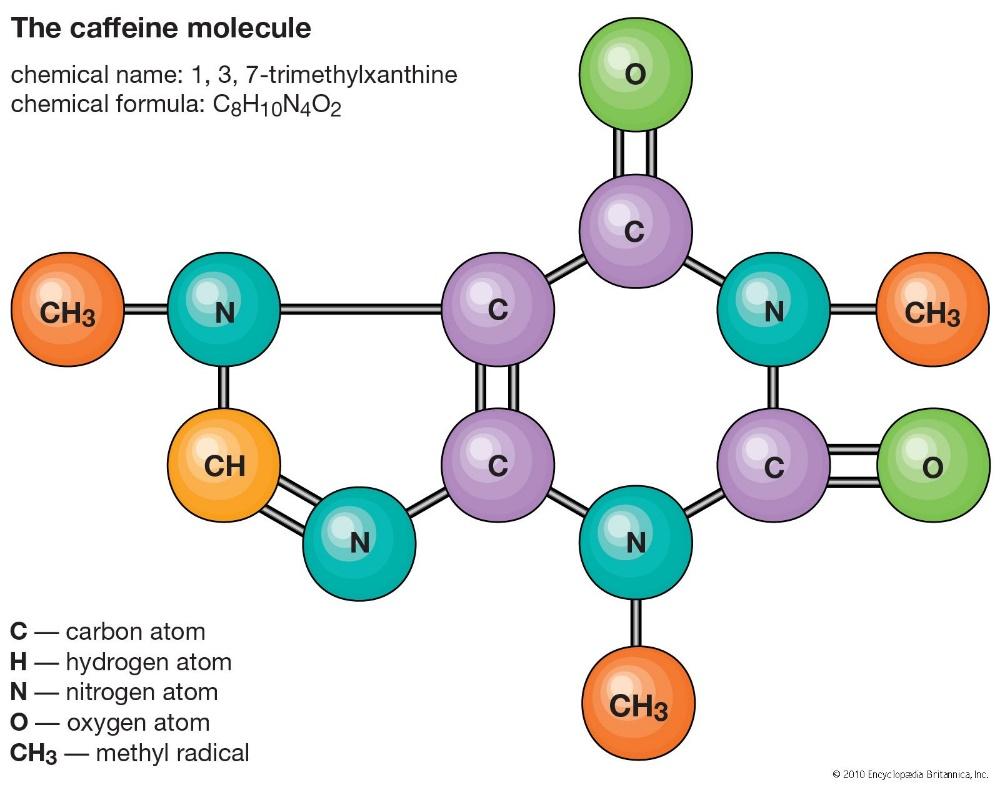 The caffeine molecule
chemical name: 1, 3, 7-trimethylxanthine
chemical formula: C₈H₁₀N₄O₂
O
C
CH₃
N
C
N
CH₃
CH
C
C
O
N
N
CH₃
C — carbon atom
H — hydrogen atom
N — nitrogen atom
O — oxygen atom
CH₃ — methyl radical
© 2010 Encyclopædia Britannica, Inc.